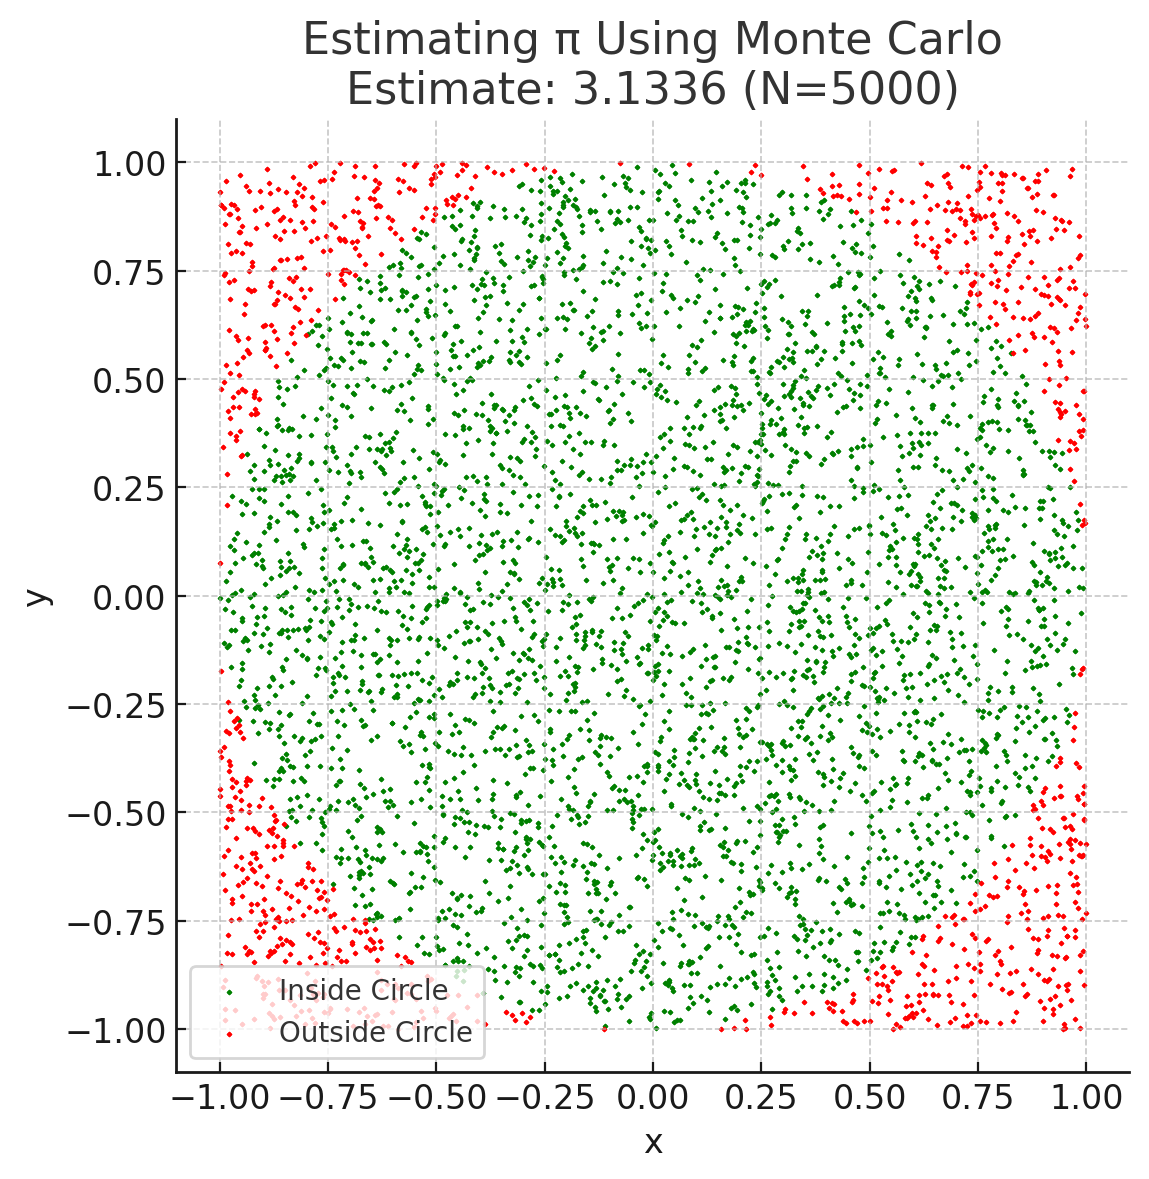 Estimating π Using Monte Carlo
Estimate: 3.1336 (N=5000)
1.00
0.75
0.50
0.25
0.00
−0.25
−0.50
−0.75
−1.00
y
Inside Circle
Outside Circle
−1.00 −0.75 −0.50 −0.25 0.00 0.25 0.50 0.75 1.00
x